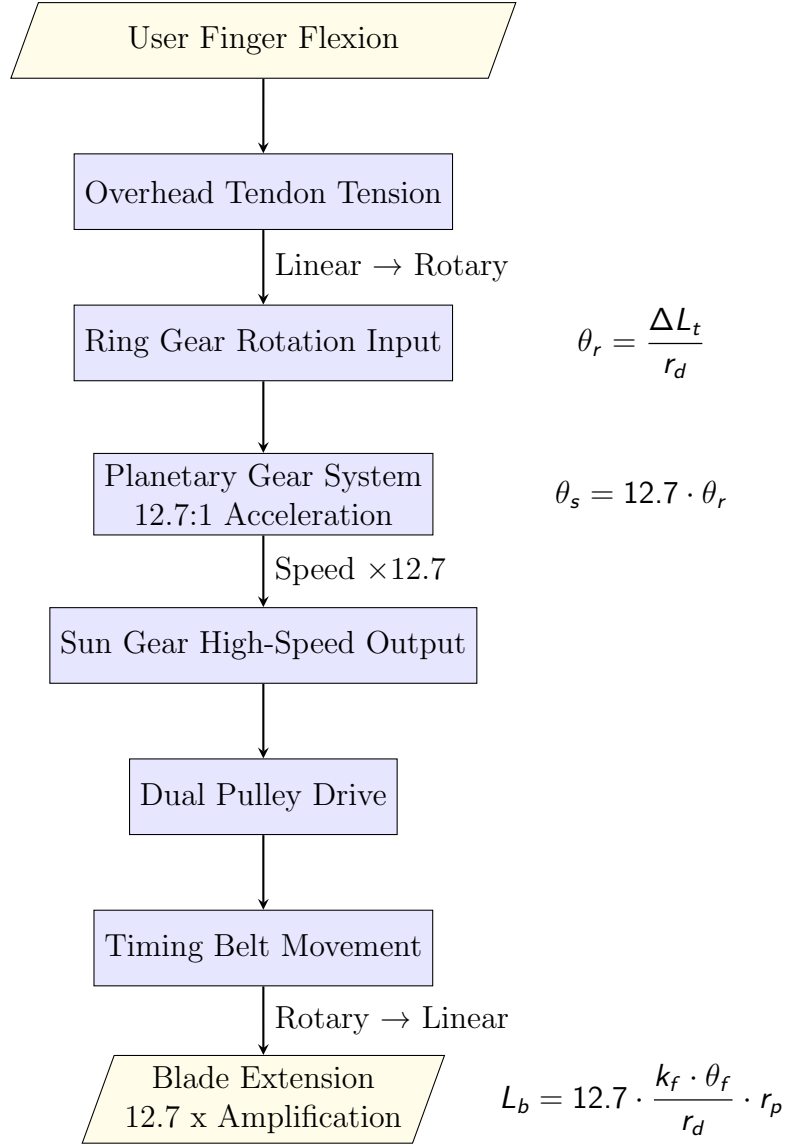 User Finger Flexion
Overhead Tendon Tension
Linear → Rotary
Ring Gear Rotation Input
θ_r = ΔL_t / r_d
Planetary Gear System
12.7:1 Acceleration
θ_s = 12.7 · θ_r
Speed ×12.7
Sun Gear High-Speed Output
Dual Pulley Drive
Timing Belt Movement
Rotary → Linear
Blade Extension
12.7 x Amplification
L_b = 12.7 · k_f · θ_f / r_d · r_p